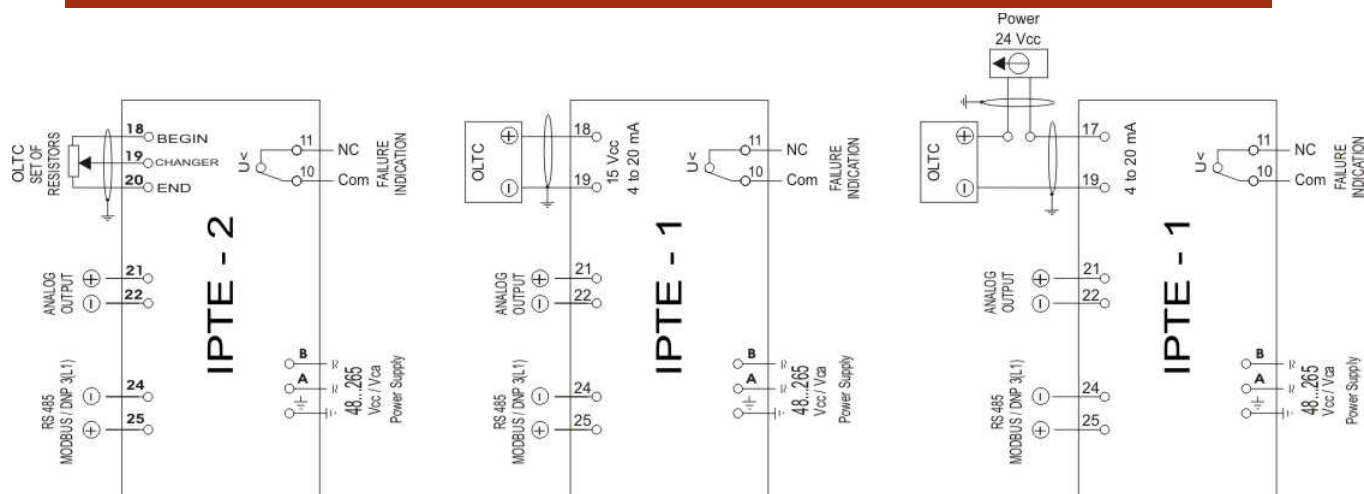 OLTC
SET OF
RESISTORS
18 BEGIN
19 CHANGER
20 END
U<
11 NC
10 Com
FAILURE
INDICATION
IPTE - 2
ANALOG
OUTPUT
+ 21
- 22
RS 485
MODBUS / DNP 3(L1)
- 24
+ 25
B
A
48...265
Vcc / Vca
Power Supply
OLTC
+ 18
- 19
15 Vcc
4 to 20 mA
U<
11 NC
10 Com
FAILURE
INDICATION
IPTE - 1
ANALOG
OUTPUT
+ 21
- 22
RS 485
MODBUS / DNP 3(L1)
- 24
+ 25
B
A
48...265
Vcc / Vca
Power Supply
Power
24 Vcc
OLTC
+ 17
- 19
4 to 20 mA
U<
11 NC
10 Com
FAILURE
INDICATION
IPTE - 1
ANALOG
OUTPUT
+ 21
- 22
RS 485
MODBUS / DNP 3(L1)
- 24
+ 25
B
A
48...265
Vcc / Vca
Power Supply